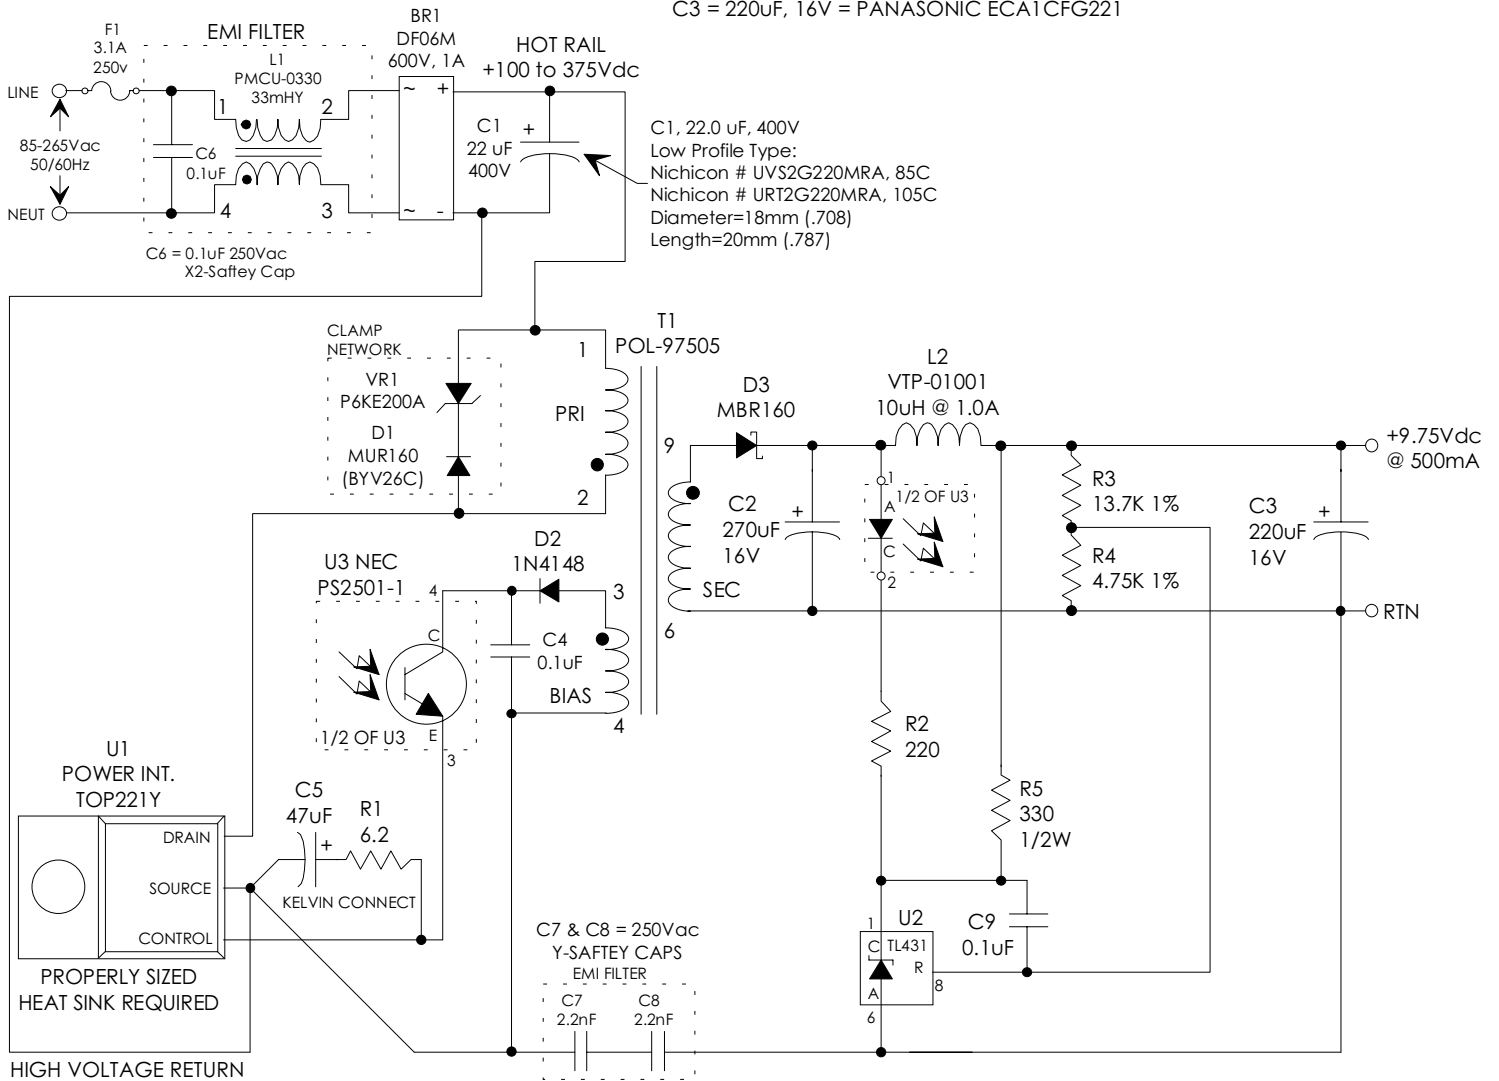 C3 = 220uF, 16V = PANASONIC ECA1CFG221
F1
3.1A
250v
EMI FILTER
L1
PMCU-0330
33mHY
BR1
DF06M
600V, 1A
HOT RAIL
+100 to 375Vdc
LINE
1
2
~
+
85-265Vac
50/60Hz
C6
0.1uF
C1
22 uF
400V
+
C1, 22.0 uF, 400V
Low Profile Type:
Nichicon # UVS2G220MRA, 85C
Nichicon # URT2G220MRA, 105C
Diameter=18mm (.708)
Length=20mm (.787)
NEUT
4
3
~
-
C6 = 0.1uF 250Vac
X2-Saftey Cap
CLAMP
NETWORK
VR1
P6KE200A
D1
MUR160
(BYV26C)
1
PRI
2
T1
POL-97505
9
D3
MBR160
L2
VTP-01001
10uH @ 1.0A
+9.75Vdc
@ 500mA
C2
270uF
16V
+
1
1/2 OF U3
A
C
2
R3
13.7K 1%
R4
4.75K 1%
C3
220uF
16V
+
SEC
6
RTN
U3 NEC
PS2501-1
4
C
E
1/2 OF U3
3
D2
1N4148
3
C4
0.1uF
BIAS
4
R2
220
R5
330
1/2W
U1
POWER INT.
TOP221Y
DRAIN
SOURCE
CONTROL
C5
47uF
+
R1
6.2
KELVIN CONNECT
PROPERLY SIZED
HEAT SINK REQUIRED
C7 & C8 = 250Vac
Y-SAFTEY CAPS
EMI FILTER
C7
2.2nF
C8
2.2nF
1
U2
C TL431
R
A
8
6
C9
0.1uF
HIGH VOLTAGE RETURN